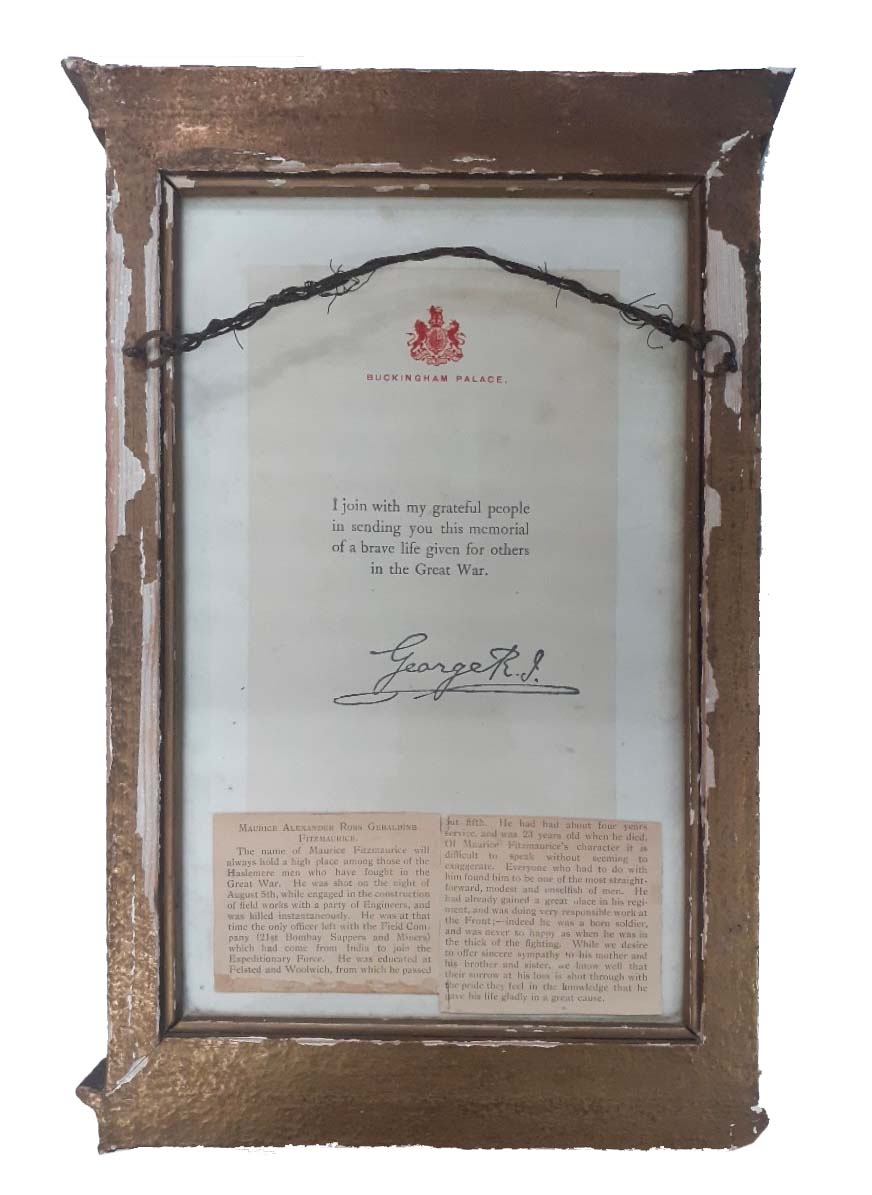 BUCKINGHAM PALACE.
I join with my grateful people
in sending you this memorial
of a brave life given for others
in the Great War.
George R.I.
MAURICE ALEXANDER ROSS GERALDINE
FITZMAURICE.
The name of Maurice Fitzmaurice will
always hold a high place among those of the
Haslemere men who have fought in the
Great War. He was shot on the night of
August 5th, while engaged in the construction
of field works with a party of Engineers, and
was killed instantaneously. He was at that
time the only officer left with the Field Com-
pany (21st Bombay Sappers and Miners)
which had come from India to join the
Expeditionary Force. He was educated at
Felsted and Woolwich, from which he passed
out fifth. He had had about four years
service, and was 23 years old when he died.
Of Maurice Fitzmaurice's character it is
difficult to speak without seeming to
exaggerate. Everyone who had to do with
him found him to be one of the most straight-
forward, modest and unselfish of men. He
had already gained a great place in his regi-
ment, and was doing very responsible work at
the Front;—indeed he was a born soldier,
and was never so happy as when he was in
the thick of the fighting. While we desire
to offer sincere sympathy to his mother and
his brother and sister, we know well that
their sorrow at his loss is shot through with
the pride they feel in the knowledge that he
gave his life gladly in a great cause.